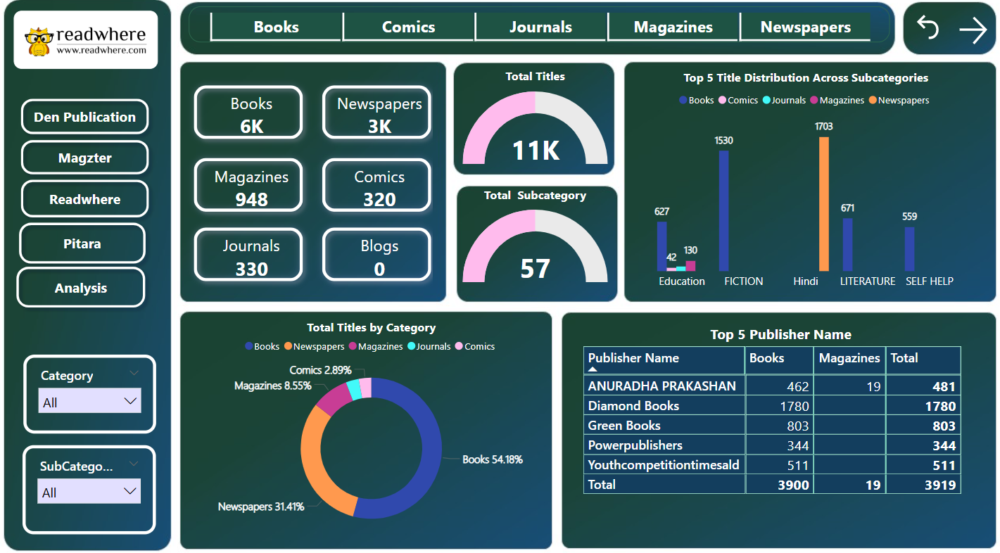 readwhere
www.readwhere.com
Den Publication
Magzter
Readwhere
Pitara
Analysis
Category
All
SubCatego...
All
Books Comics Journals Magazines Newspapers
Books
6K
Newspapers
3K
Magazines
948
Comics
320
Journals
330
Blogs
0
Total Titles
11K
Total Subcategory
57
Top 5 Title Distribution Across Subcategories
Books Comics Journals Magazines Newspapers
1703
1530
671
627
559
42 130
Education FICTION Hindi LITERATURE SELF HELP
Total Titles by Category
Books Newspapers Magazines Journals Comics
Comics 2.89%
Magazines 8.55%
Books 54.18%
Newspapers 31.41%
Top 5 Publisher Name
Publisher Name Books Magazines Total
ANURADHA PRAKASHAN 462 19 481
Diamond Books 1780 1780
Green Books 803 803
Powerpublishers 344 344
Youthcompetitiontimesald 511 511
Total 3900 19 3919